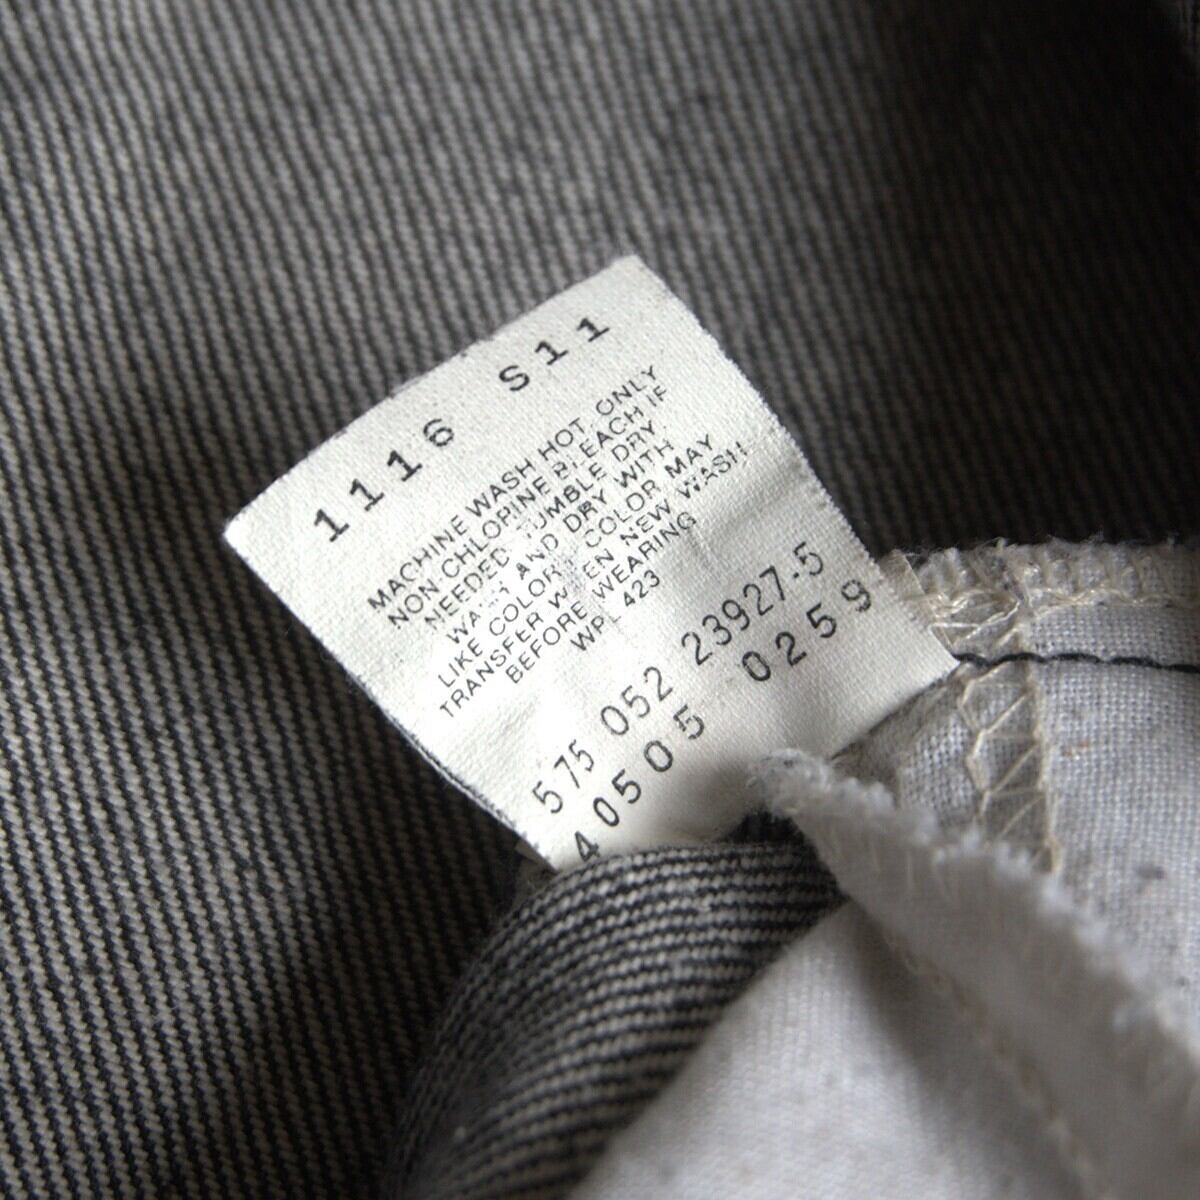 1116 S11
MACHINE WASH HOT, ONLY
NON CHLORINE BLEACH IF
NEEDED. TUMBLE DRY.
WASH AND DRY WITH
LIKE COLOR. COLOR MAY
TRANSFER WHEN NEW WASH
BEFORE WEARING
WPL 423
575 052 23927-5
40505 0259